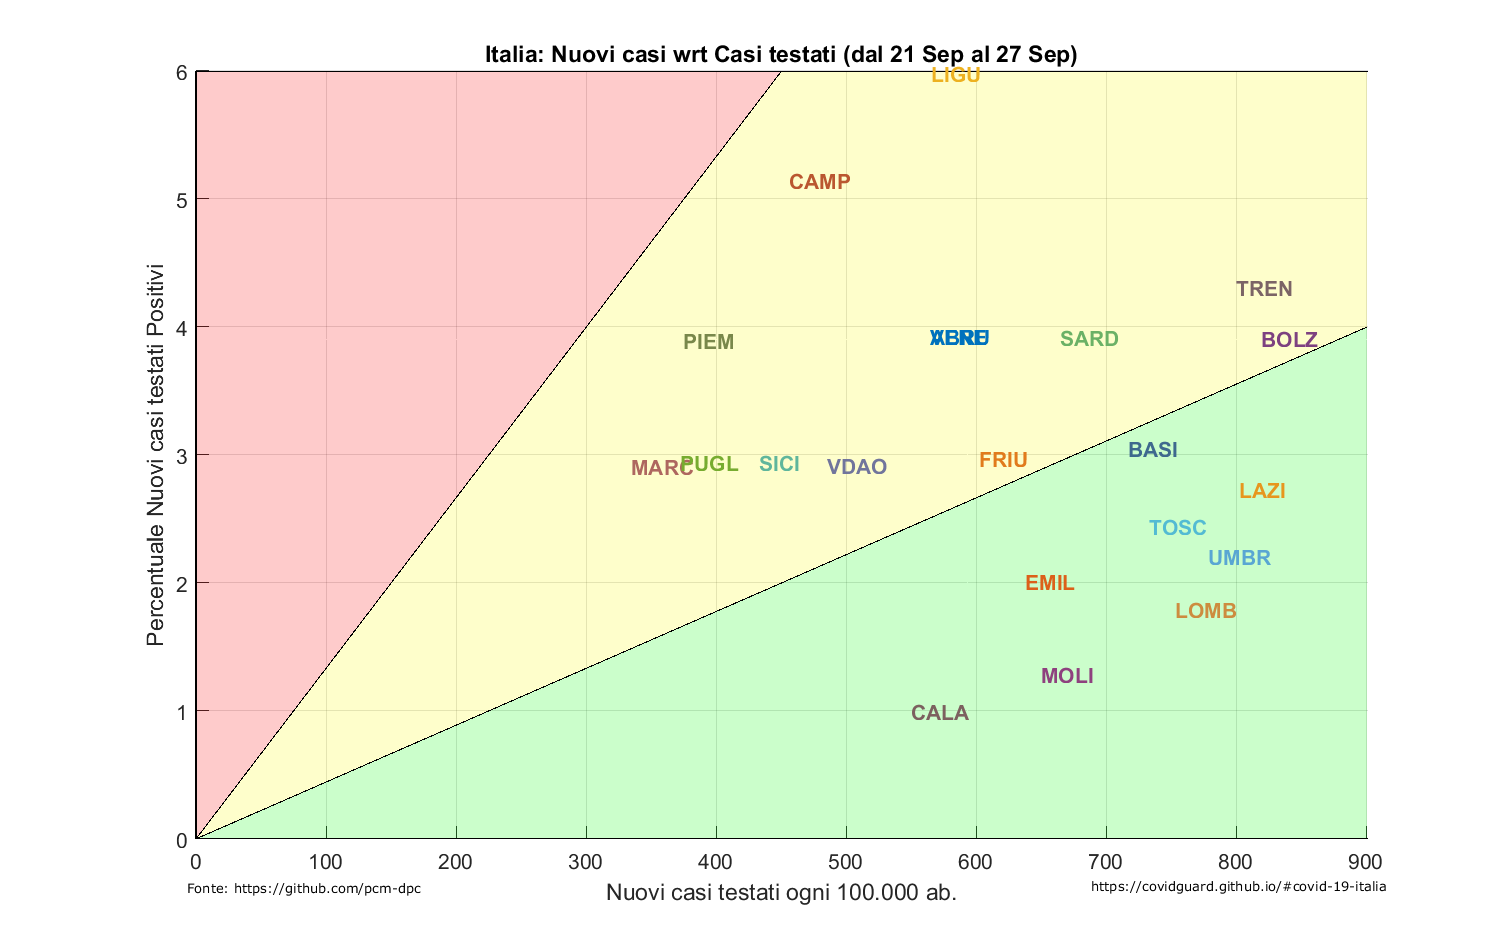 Italia: Nuovi casi wrt Casi testati (dal 21 Sep al 27 Sep)
6
LIGU
CAMP
5
TREN
4
PIEM
ABRU
SARD
BOLZ
3
MARC
PUGL
SICI
VDAO
FRIU
BASI
LAZI
TOSC
UMBR
2
EMIL
LOMB
MOLI
1
CALA
0
Percentuale Nuovi casi testati Positivi
0 100 200 300 400 500 600 700 800 900
Fonte: https://github.com/pcm-dpc
Nuovi casi testati ogni 100.000 ab.
https://covidguard.github.io/#covid-19-italia